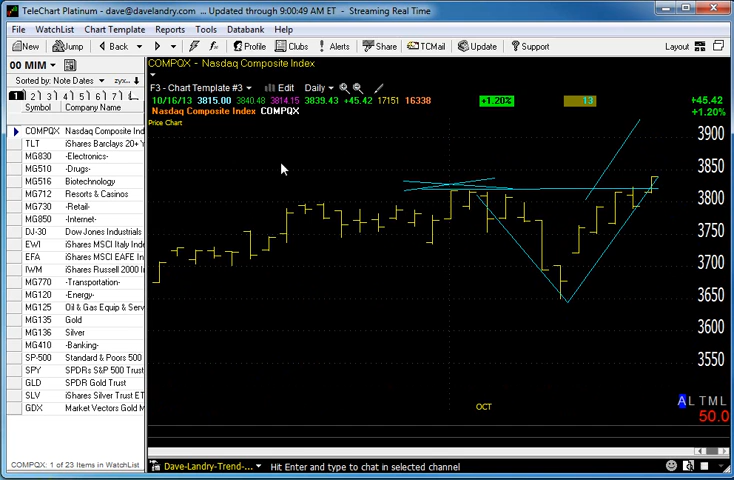 TeleChart Platinum - dave@davelandry.com ... Updated through 9:00:49 AM ET - Streaming Real Time
File WatchList Chart Template Reports Tools Databank Help
New Jump Back Next Profile Clubs Alerts Share TCMail Update Support Layout
00 MIM
COMPQX - Nasdaq Composite Index
Sorted by: Note Dates zyx..
F3 - Chart Template #3 Edit Daily
1 2 3 4 5 6 7
10/16/13 3815.00 3840.48 3814.15 3839.43 +45.42 17151 16338 +1.20% 13 +45.42
Symbol Company Name
Nasdaq Composite Index COMPQX +1.20%
Price Chart
COMPQX Nasdaq Composite Ind
TLT iShares Barclays 20+ Y
MG830 -Electronics-
MG510 -Drugs-
MG516 Biotechnology
MG712 Resorts & Casinos
MG730 -Retail-
MG850 -Internet-
DJ-30 Dow Jones Industrials
EWI iShares MSCI Italy Inde
EFA iShares MSCI EAFE In
IWM iShares Russell 2000 I
MG770 -Transportation-
MG120 -Energy-
MG125 Oil & Gas Equip & Serv
MG135 Gold
MG136 Silver
MG410 -Banking-
SP-500 Standard & Poors 500
SPY SPDRs S&P 500 Trust
GLD SPDR Gold Trust
SLV iShares Silver Trust ET
GDX Market Vectors Gold M
3900
3850
3800
3750
3700
3650
3600
3550
OCT
A L T M L
50.0
COMPQX: 1 of 23 Items in WatchList
Dave-Landry-Trend-... Hit Enter and type to chat in selected channel